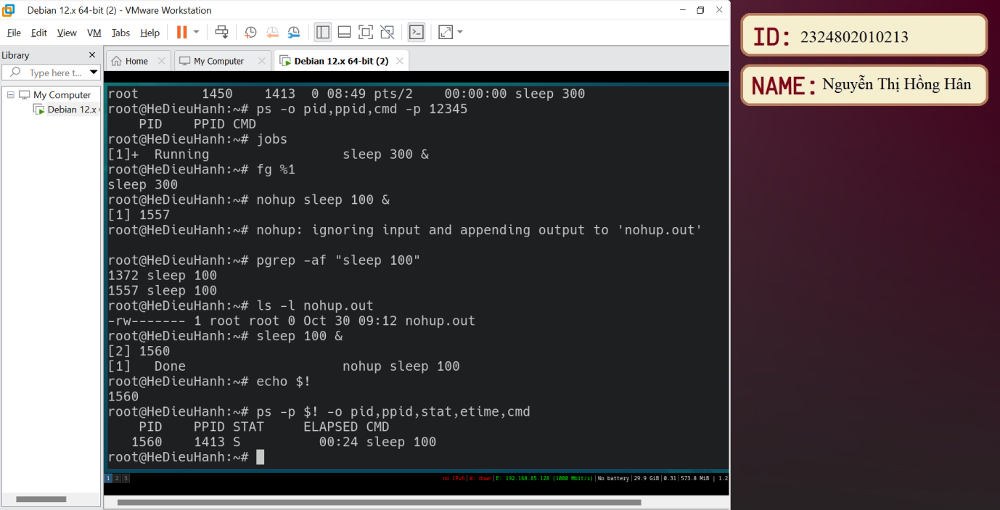 Debian 12.x 64-bit (2) - VMware Workstation
File Edit View VM Tabs Help
Library
Type here t...
My Computer
Debian 12.x
Home
My Computer
Debian 12.x 64-bit (2)
root        1450    1413  0 08:49 pts/2    00:00:00 sleep 300
root@HeDieuHanh:~# ps -o pid,ppid,cmd -p 12345
    PID    PPID CMD
root@HeDieuHanh:~# jobs
[1]+  Running                 sleep 300 &
root@HeDieuHanh:~# fg %1
sleep 300
root@HeDieuHanh:~# nohup sleep 100 &
[1] 1557
root@HeDieuHanh:~# nohup: ignoring input and appending output to 'nohup.out'
root@HeDieuHanh:~# pgrep -af "sleep 100"
1372 sleep 100
1557 sleep 100
root@HeDieuHanh:~# ls -l nohup.out
-rw------- 1 root root 0 Oct 30 09:12 nohup.out
root@HeDieuHanh:~# sleep 100 &
[2] 1560
[1]   Done                    nohup sleep 100
root@HeDieuHanh:~# echo $!
1560
root@HeDieuHanh:~# ps -p $! -o pid,ppid,stat,etime,cmd
    PID    PPID STAT     ELAPSED CMD
   1560    1413 S          00:24 sleep 100
root@HeDieuHanh:~#
1 2 3
no IPv6|W: down|E: 192.168.85.128 (1000 Mbit/s)|No battery|29.9 GiB|0.31|573.8 MiB | 1.2
ID: 2324802010213
NAME: Nguyễn Thị Hồng Hân